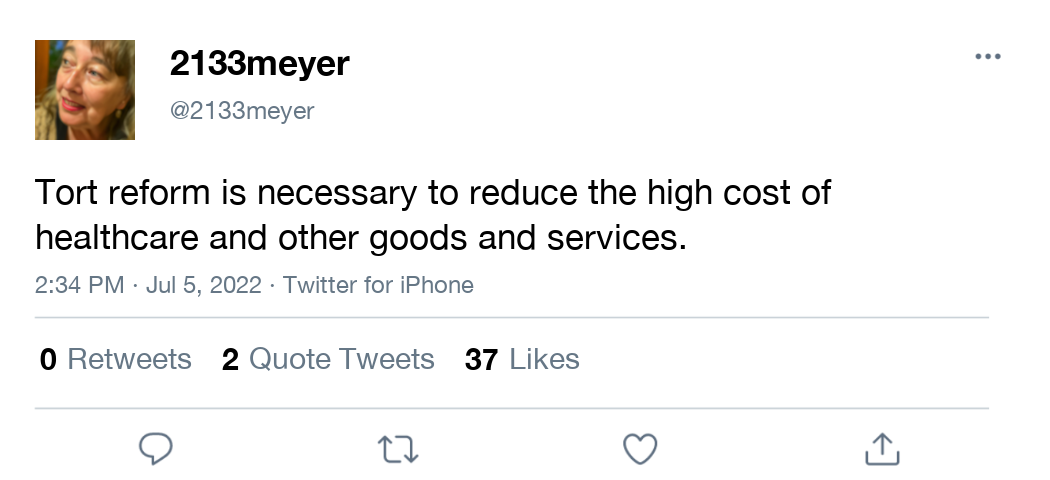 2133meyer
@2133meyer
Tort reform is necessary to reduce the high cost of
healthcare and other goods and services.
2:34 PM · Jul 5, 2022 · Twitter for iPhone
0 Retweets 2 Quote Tweets 37 Likes